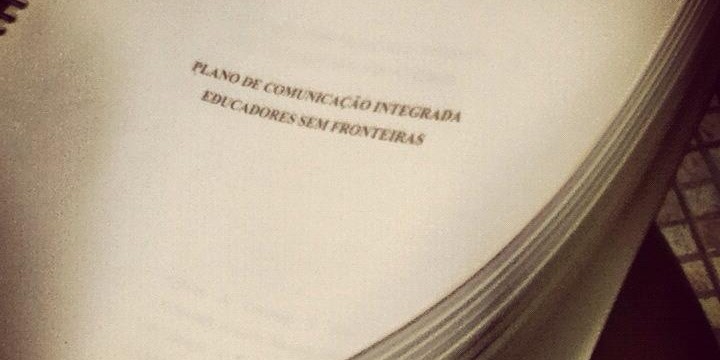 PLANO DE COMUNICAÇÃO INTEGRADA
EDUCADORES SEM FRONTEIRAS